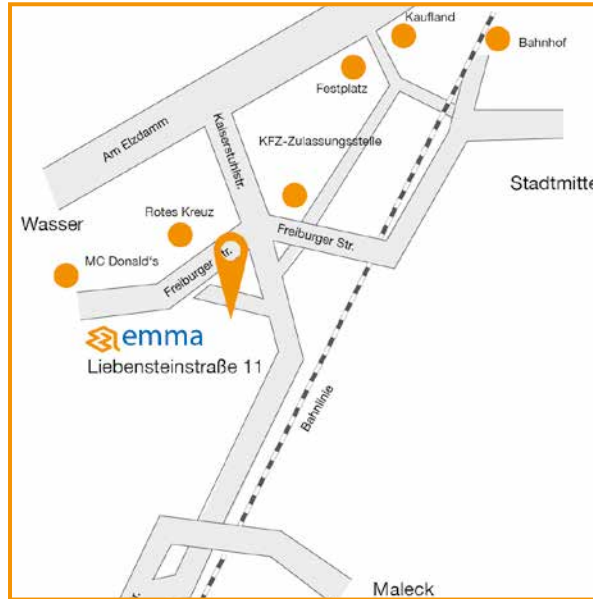 Kaufland
Bahnhof
Festplatz
Am Elzdamm
Kaiserstuhlstr.
KFZ-Zulassungsstelle
Stadtmitte
Wasser
Rotes Kreuz
Freiburger Str.
MC Donald's
Freiburger Str.
emma
Liebensteinstraße 11
Bahnlinie
Maleck